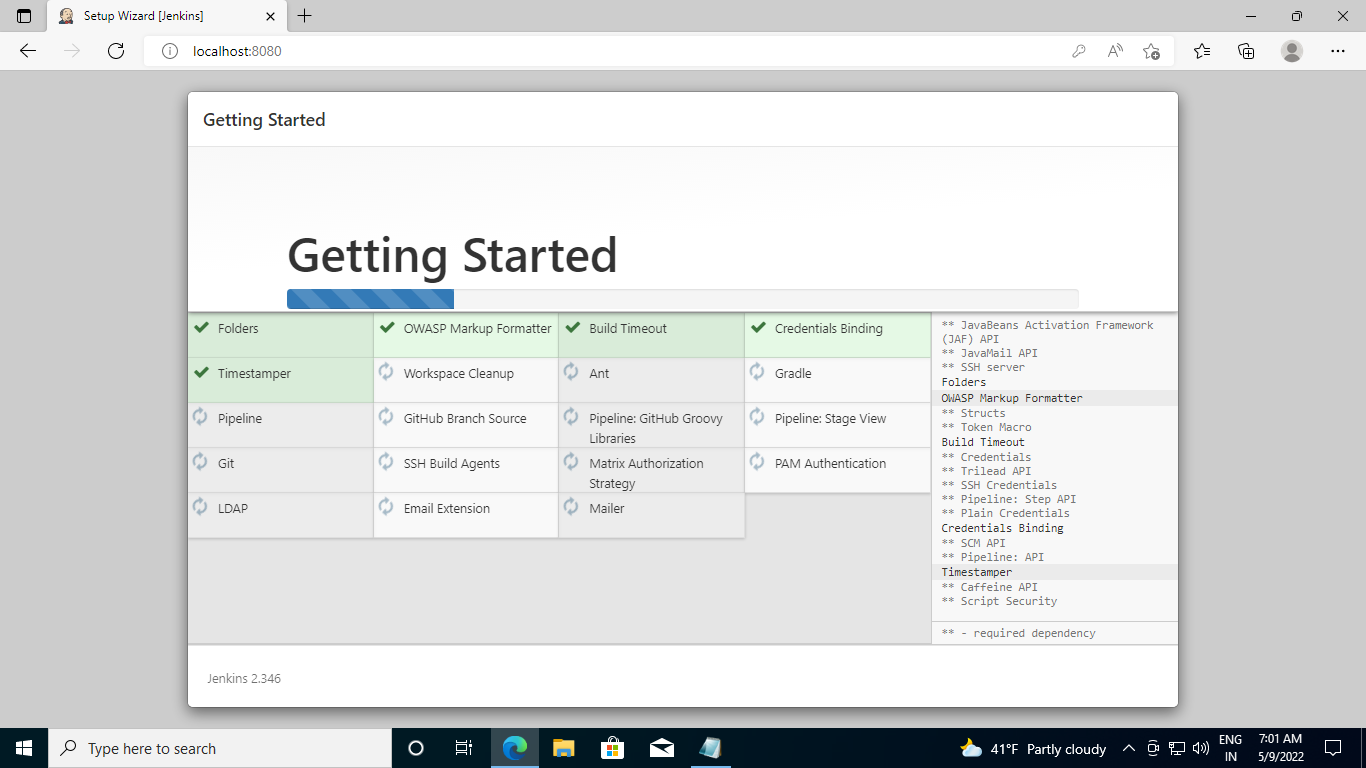 Setup Wizard [Jenkins]
localhost:8080
Getting Started
Getting Started
Folders
OWASP Markup Formatter
Build Timeout
Credentials Binding
Timestamper
Workspace Cleanup
Ant
Gradle
Pipeline
GitHub Branch Source
Pipeline: GitHub Groovy
Libraries
Pipeline: Stage View
Git
SSH Build Agents
Matrix Authorization
Strategy
PAM Authentication
LDAP
Email Extension
Mailer
** JavaBeans Activation Framework
(JAF) API
** JavaMail API
** SSH server
Folders
OWASP Markup Formatter
** Structs
** Token Macro
Build Timeout
** Credentials
** Trilead API
** SSH Credentials
** Pipeline: Step API
** Plain Credentials
Credentials Binding
** SCM API
** Pipeline: API
Timestamper
** Caffeine API
** Script Security
** - required dependency
Jenkins 2.346
Type here to search
41°F Partly cloudy
ENG
IN
7:01 AM
5/9/2022